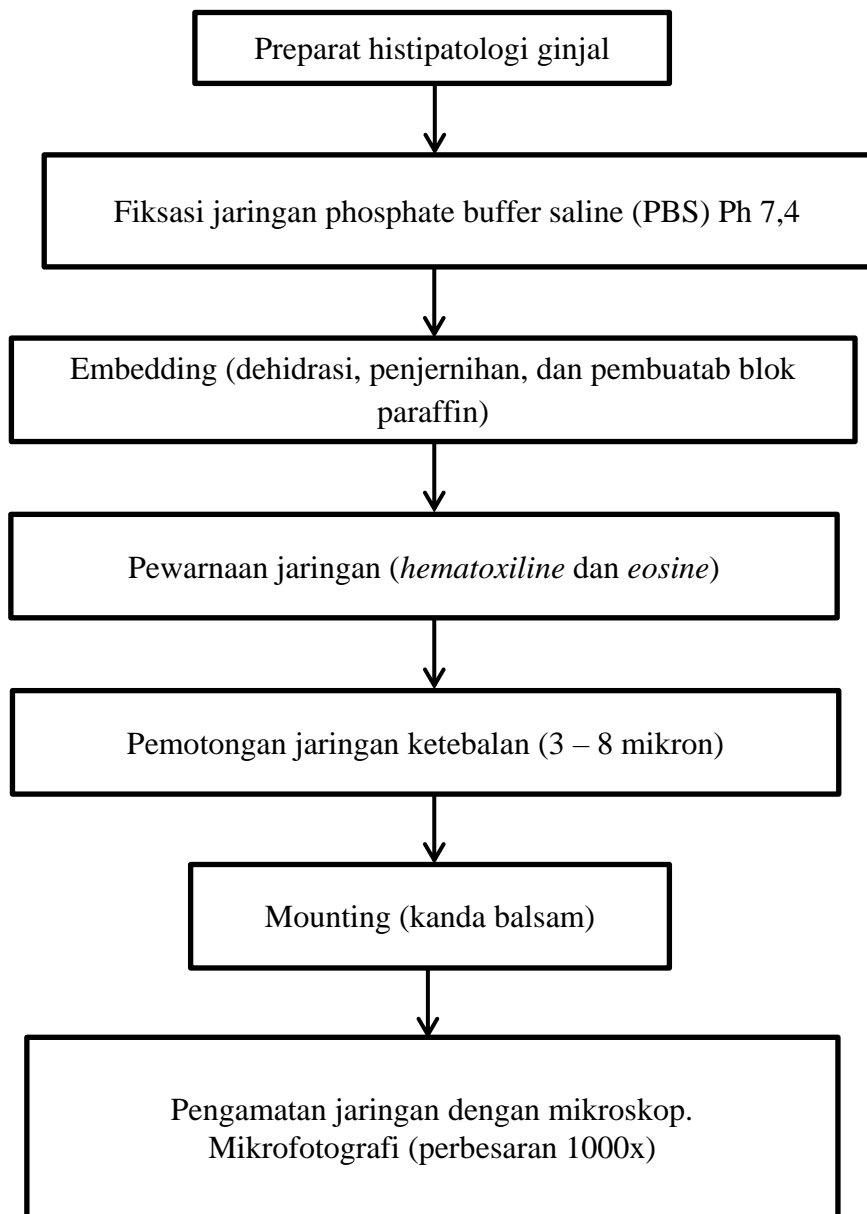 Preparat histipatologi ginjal
Fiksasi jaringan phosphate buffer saline (PBS) Ph 7,4
Embedding (dehidrasi, penjernihan, dan pembuatab blok
paraffin)
Pewarnaan jaringan (hematoxiline dan eosine)
Pemotongan jaringan ketebalan (3 – 8 mikron)
Mounting (kanda balsam)
Pengamatan jaringan dengan mikroskop.
Mikrofotografi (perbesaran 1000x)